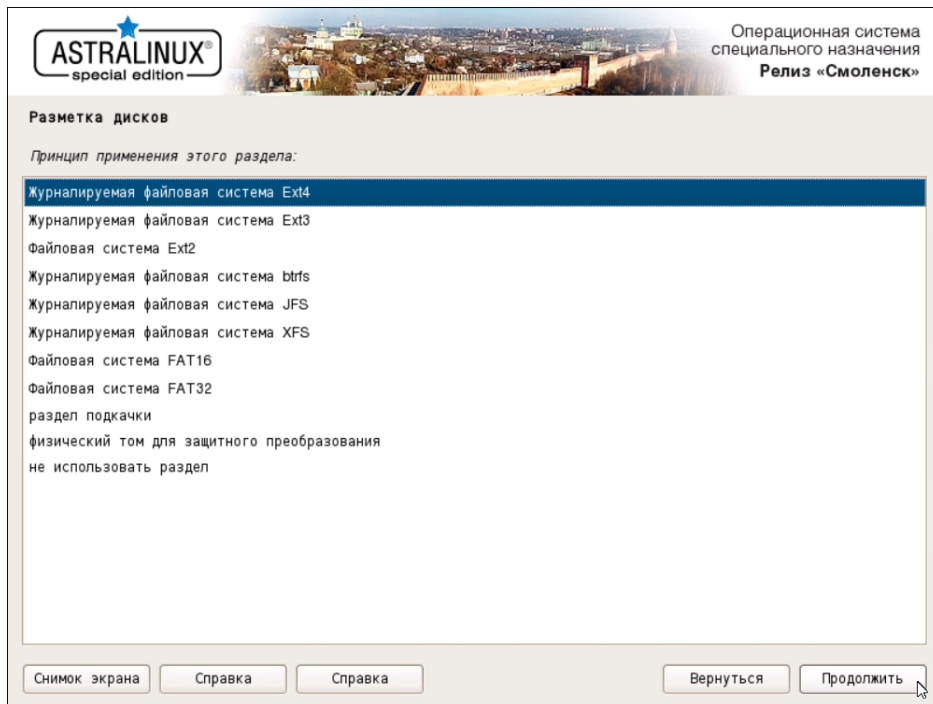 ASTRALINUX®
special edition
Операционная система
специального назначения
Релиз «Смоленск»
Разметка дисков
Принцип применения этого раздела:
Журналируемая файловая система Ext4
Журналируемая файловая система Ext3
Файловая система Ext2
Журналируемая файловая система btrfs
Журналируемая файловая система JFS
Журналируемая файловая система XFS
Файловая система FAT16
Файловая система FAT32
раздел подкачки
физический том для защитного преобразования
не использовать раздел
Снимок экрана Справка Справка Вернуться Продолжить